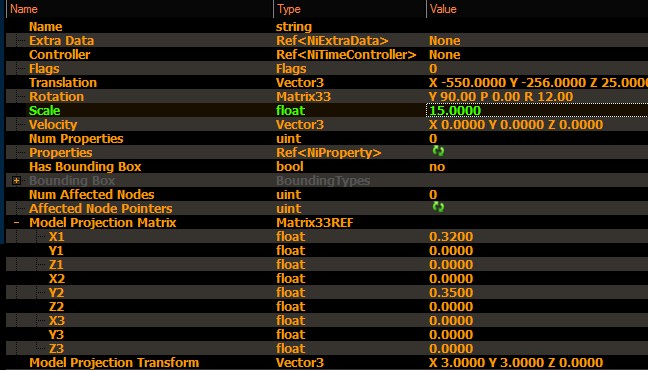 Name Type Value
Name string
Extra Data Ref<NiExtraData> None
Controller Ref<NiTimeController> None
Flags Flags 0
Translation Vector3 X -550.0000 Y -256.0000 Z 25.0000
Rotation Matrix33 Y 90.00 P 0.00 R 12.00
Scale float 15.0000
Velocity Vector3 X 0.0000 Y 0.0000 Z 0.0000
Num Properties uint 0
Properties Ref<NiProperty>
Has Bounding Box bool no
Bounding Box BoundingTypes
Num Affected Nodes uint 0
Affected Node Pointers uint
Model Projection Matrix Matrix33REF
X1 float 0.3200
Y1 float 0.0000
Z1 float 0.0000
X2 float 0.0000
Y2 float 0.3500
Z2 float 0.0000
X3 float 0.0000
Y3 float 0.0000
Z3 float 0.0000
Model Projection Transform Vector3 X 3.0000 Y 3.0000 Z 0.0000